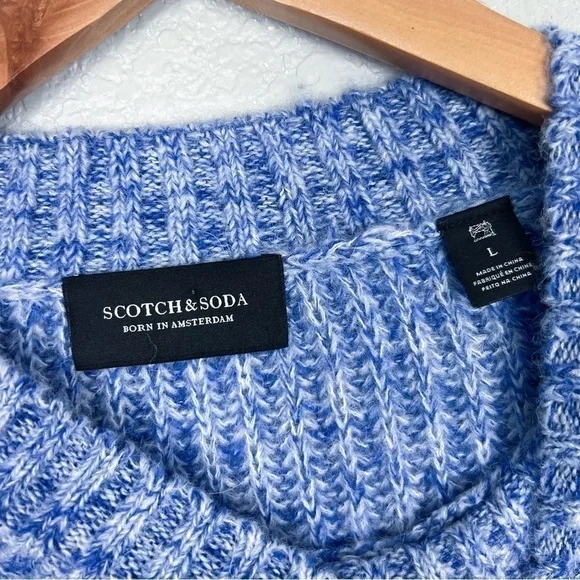 SCOTCH & SODA
BORN IN AMSTERDAM
L
MADE IN CHINA
FABRIQUÉ EN CHINE
FEITO NA CHINA